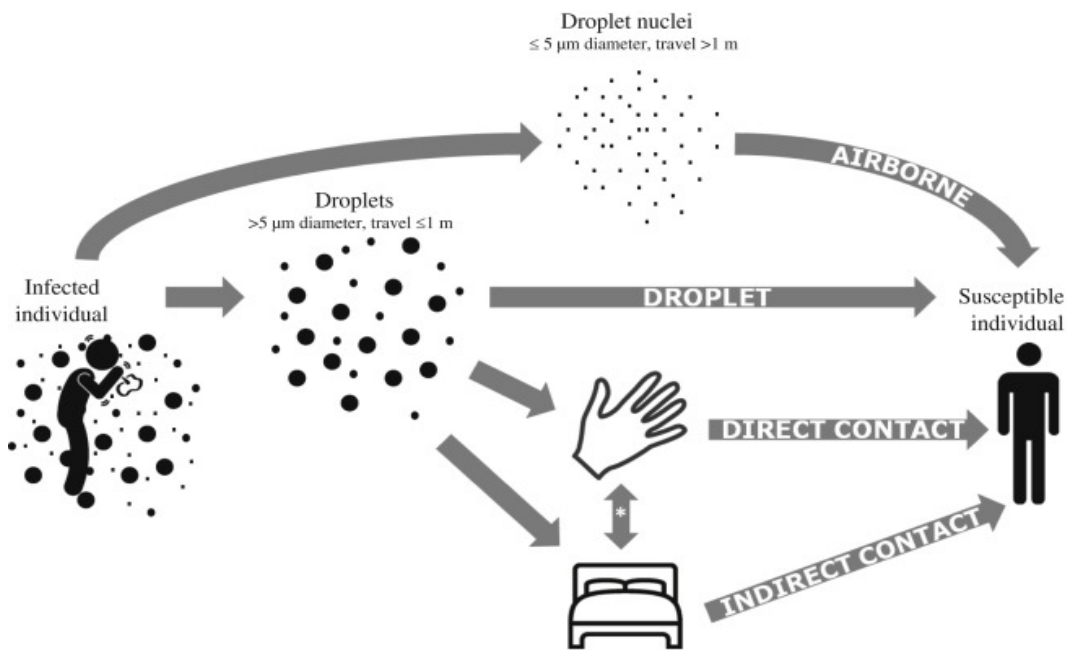 Droplet nuclei
≤ 5 μm diameter, travel >1 m
AIRBORNE
Droplets
>5 μm diameter, travel ≤1 m
Infected
individual
DROPLET
Susceptible
individual
DIRECT CONTACT
*
INDIRECT CONTACT